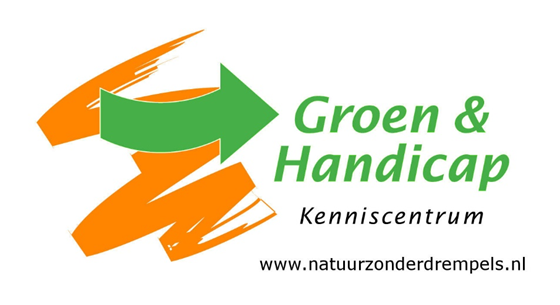 Groen &
Handicap
Kenniscentrum
www.natuurzonderdrempels.nl